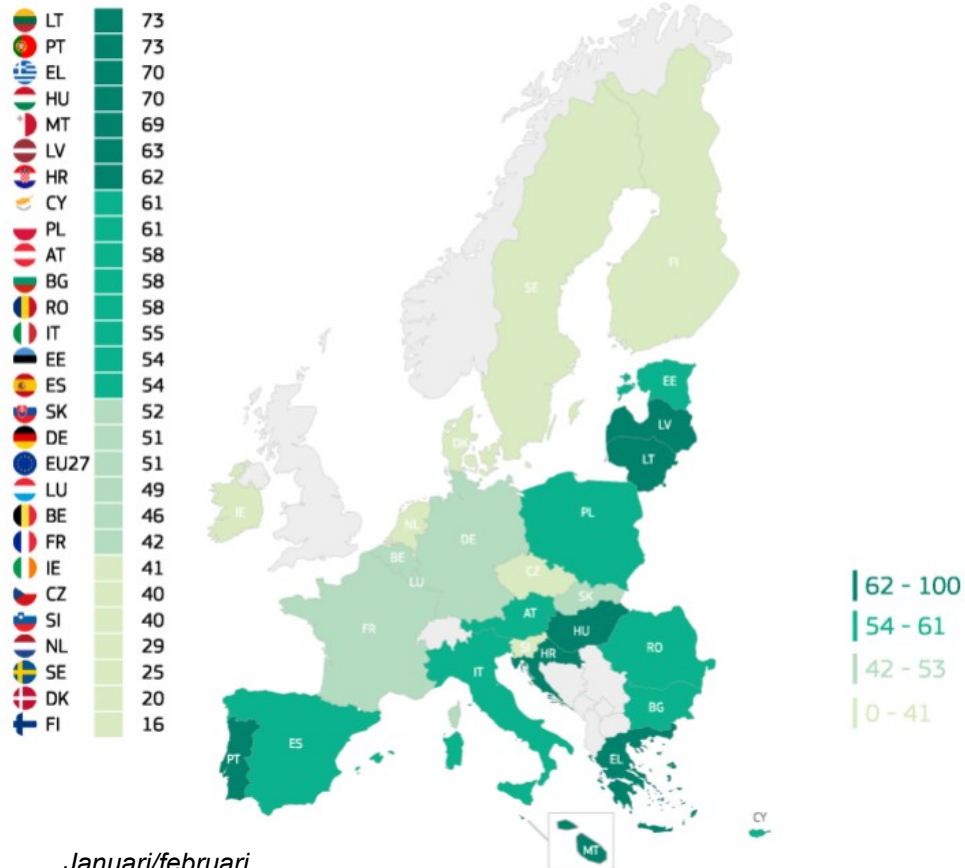 LT 73
PT 73
EL 70
HU 70
MT 69
LV 63
HR 62
CY 61
PL 61
AT 58
BG 58
RO 58
IT 55
EE 54
ES 54
SK 52
DE 51
EU27 51
LU 49
BE 46
FR 42
IE 41
CZ 40
SI 40
NL 29
SE 25
DK 20
FI 16
FI
SE
EE
LV
LT
DK
IE
NL
PL
DE
BE
LU
CZ
SK
AT
FR
HU
SI
HR
RO
IT
BG
ES
PT
EL
CY
MT
62 - 100
54 - 61
42 - 53
0 - 41
Januari/februari